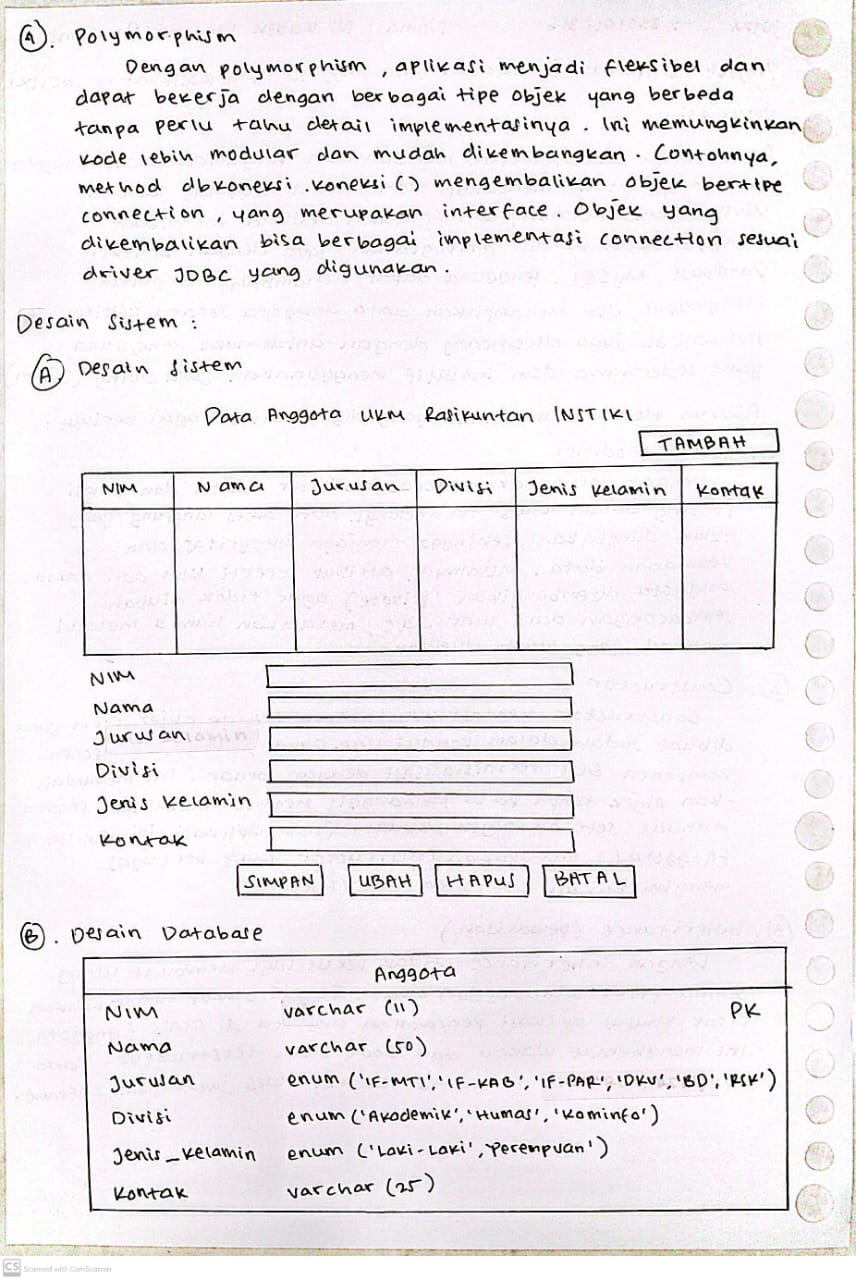 ④. Polymorphism
Dengan polymorphism, aplikasi menjadi fleksibel dan
dapat bekerja dengan berbagai tipe objek yang berbeda
tanpa perlu tahu detail implementasinya. Ini memungkinkan
kode lebih modular dan mudah dikembangkan. Contohnya,
method dbkoneksi.koneksi() mengembalikan objek bertipe
connection, yang merupakan interface. Objek yang
dikembalikan bisa berbagai implementasi connection sesuai
driver JDBC yang digunakan.
Desain Sistem :
Ⓐ Desain Sistem
Data Anggota UKM Rasikuntan INSTIKI
TAMBAH
NIM Nama Jurusan Divisi Jenis Kelamin Kontak
NIM
Nama
Jurusan
Divisi
Jenis Kelamin
Kontak
SIMPAN UBAH HAPUS BATAL
Ⓑ. Desain Database
Anggota
NIM varchar (11) PK
Nama varchar (50)
Jurusan enum ('IF-MTI','IF-KAB','IF-PAR','DKV','BD','RSK')
Divisi enum ('Akademik','Humas','Kominfo')
Jenis_Kelamin enum ('Laki-Laki','Perempuan')
Kontak varchar (25)
CS Scanned with CamScanner